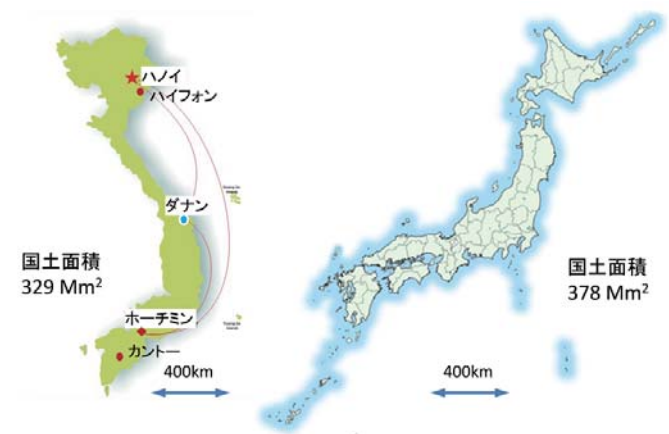 ハノイ
ハイフォン
ダナン
国土面積
329 Mm²
ホーチミン
カントー
400km
国土面積
378 Mm²
400km